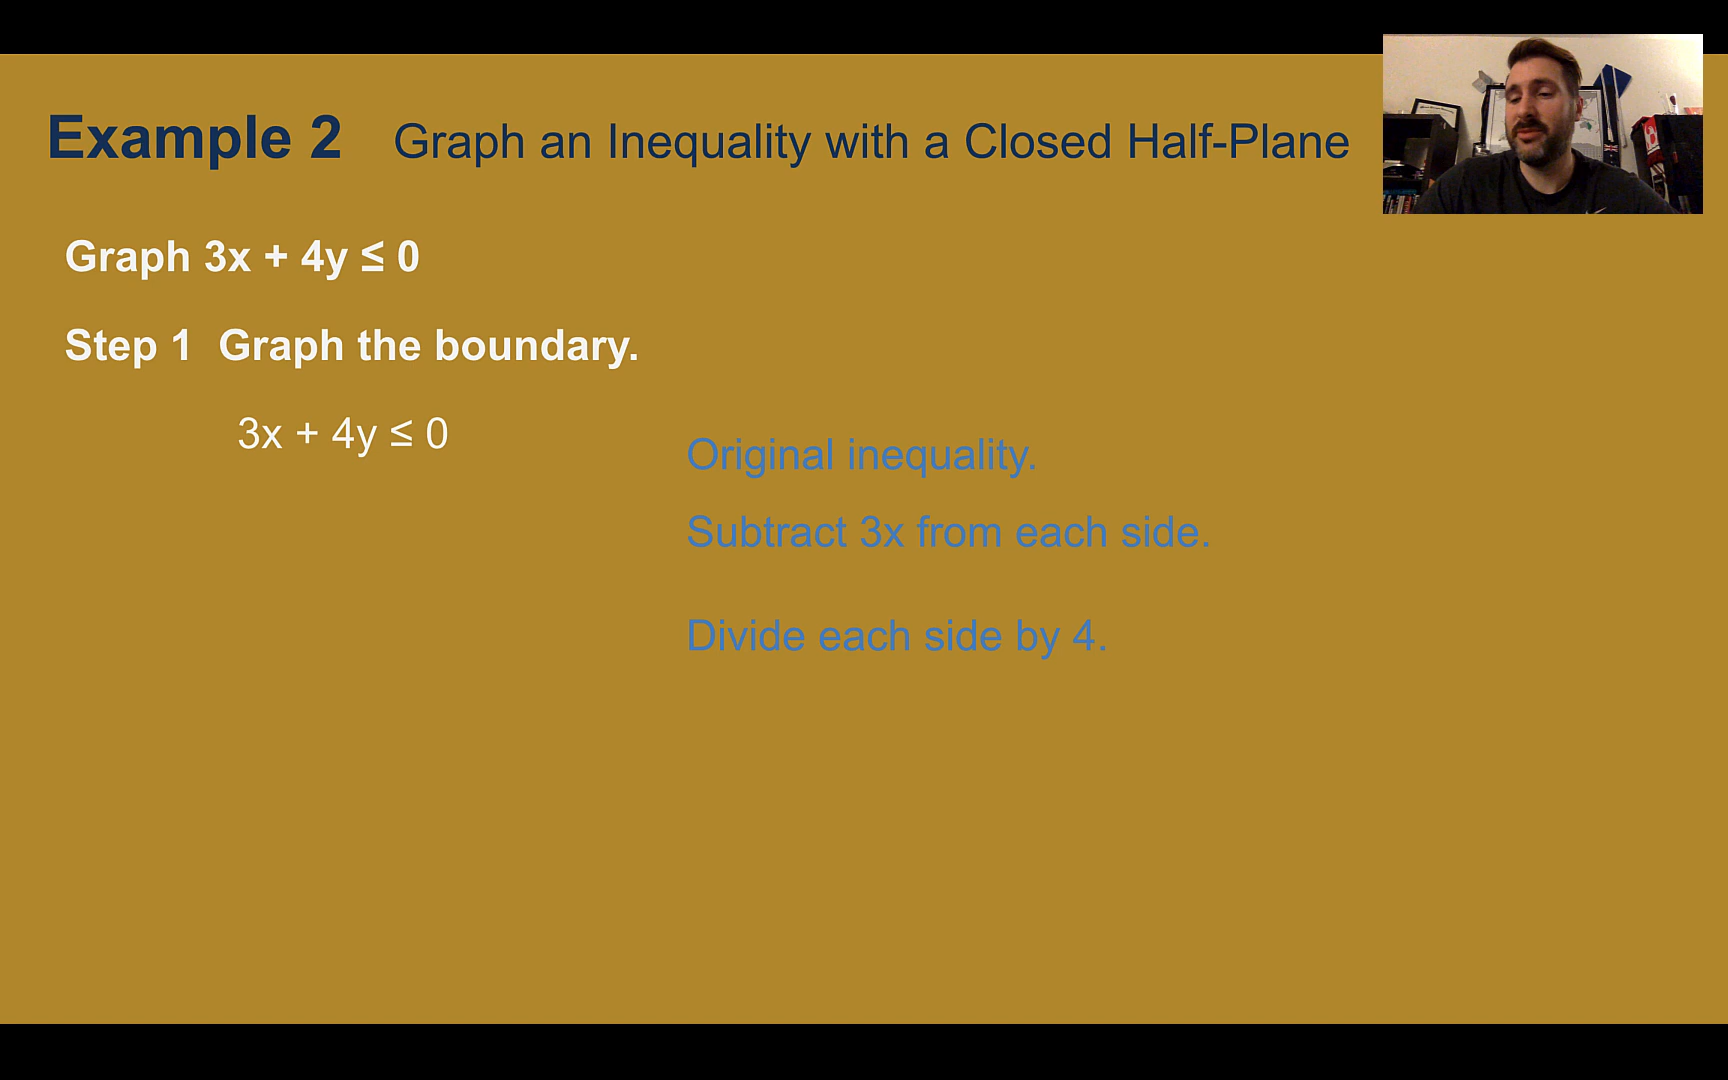 Example 2 Graph an Inequality with a Closed Half-Plane
Graph 3x + 4y ≤ 0
Step 1 Graph the boundary.
3x + 4y ≤ 0
Original inequality.
Subtract 3x from each side.
Divide each side by 4.